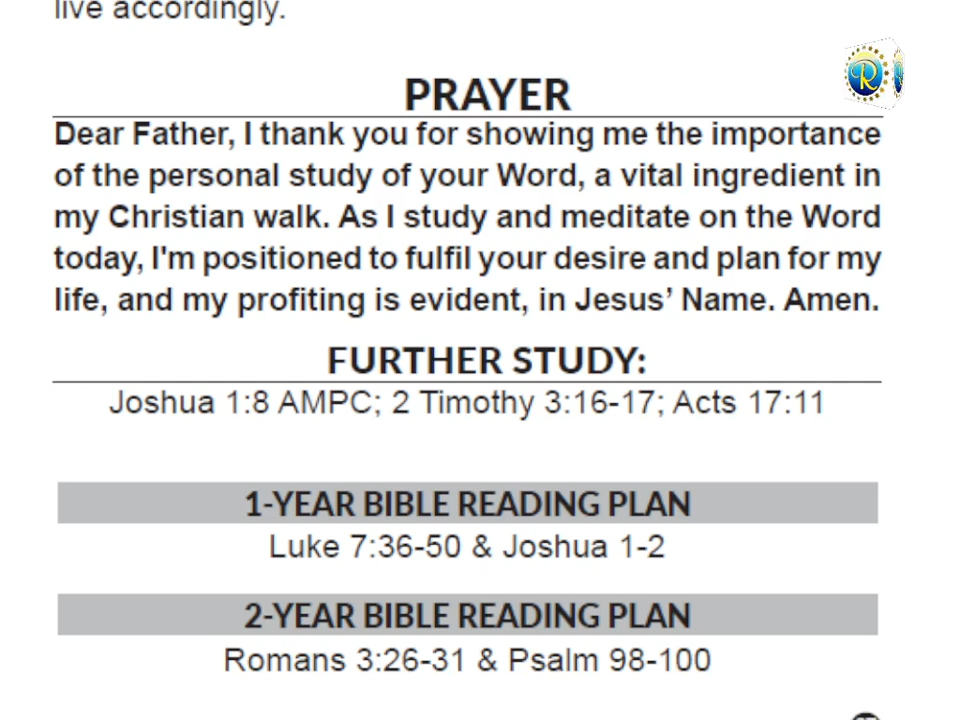 live accordingly.
R
PRAYER
Dear Father, I thank you for showing me the importance
of the personal study of your Word, a vital ingredient in
my Christian walk. As I study and meditate on the Word
today, I'm positioned to fulfil your desire and plan for my
life, and my profiting is evident, in Jesus’ Name. Amen.
FURTHER STUDY:
Joshua 1:8 AMPC; 2 Timothy 3:16-17; Acts 17:11
1-YEAR BIBLE READING PLAN
Luke 7:36-50 & Joshua 1-2
2-YEAR BIBLE READING PLAN
Romans 3:26-31 & Psalm 98-100